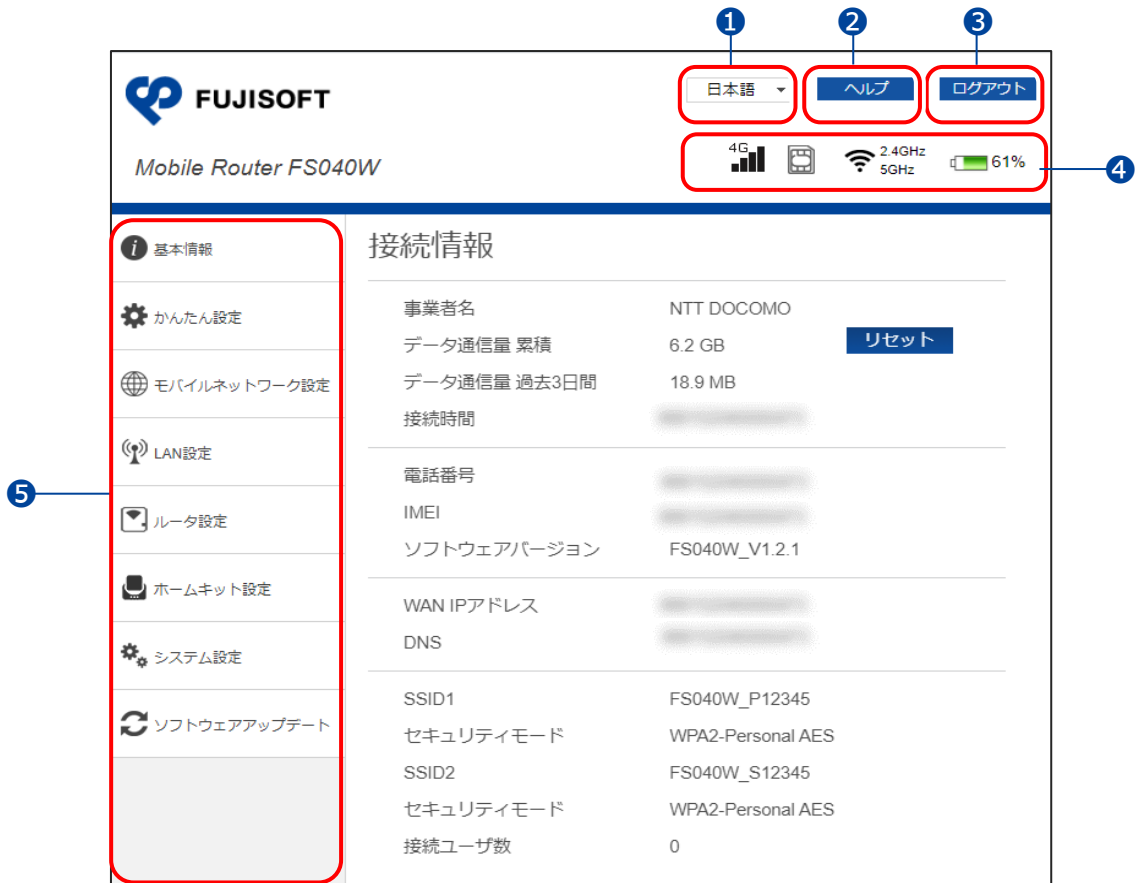 ❶
❷
❸
FUJISOFT
日本語
ヘルプ
ログアウト
Mobile Router FS040W
4G
2.4GHz
5GHz
61%
❹
基本情報
かんたん設定
モバイルネットワーク設定
LAN設定
❺
ルータ設定
ホームキット設定
システム設定
ソフトウェアアップデート
接続情報
事業者名 NTT DOCOMO
データ通信量 累積 6.2 GB リセット
データ通信量 過去3日間 18.9 MB
接続時間
電話番号
IMEI
ソフトウェアバージョン FS040W_V1.2.1
WAN IPアドレス
DNS
SSID1 FS040W_P12345
セキュリティモード WPA2-Personal AES
SSID2 FS040W_S12345
セキュリティモード WPA2-Personal AES
接続ユーザ数 0